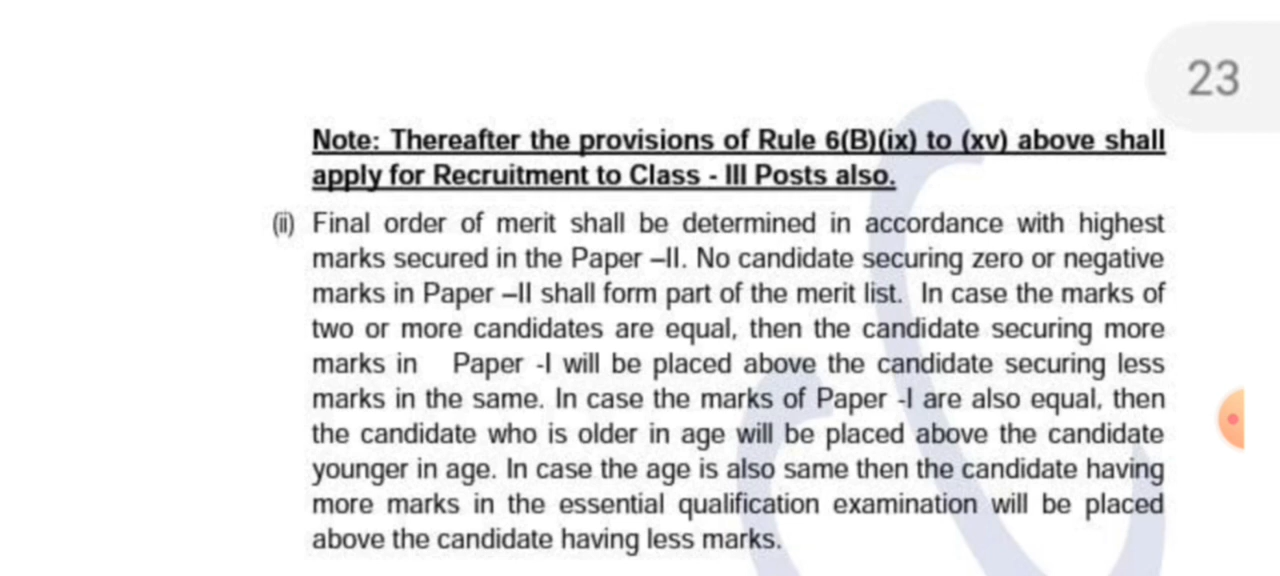 23
Note: Thereafter the provisions of Rule 6(B)(ix) to (xv) above shall
apply for Recruitment to Class - III Posts also.
(ii) Final order of merit shall be determined in accordance with highest
marks secured in the Paper –II. No candidate securing zero or negative
marks in Paper –II shall form part of the merit list. In case the marks of
two or more candidates are equal, then the candidate securing more
marks in Paper -I will be placed above the candidate securing less
marks in the same. In case the marks of Paper -I are also equal, then
the candidate who is older in age will be placed above the candidate
younger in age. In case the age is also same then the candidate having
more marks in the essential qualification examination will be placed
above the candidate having less marks.